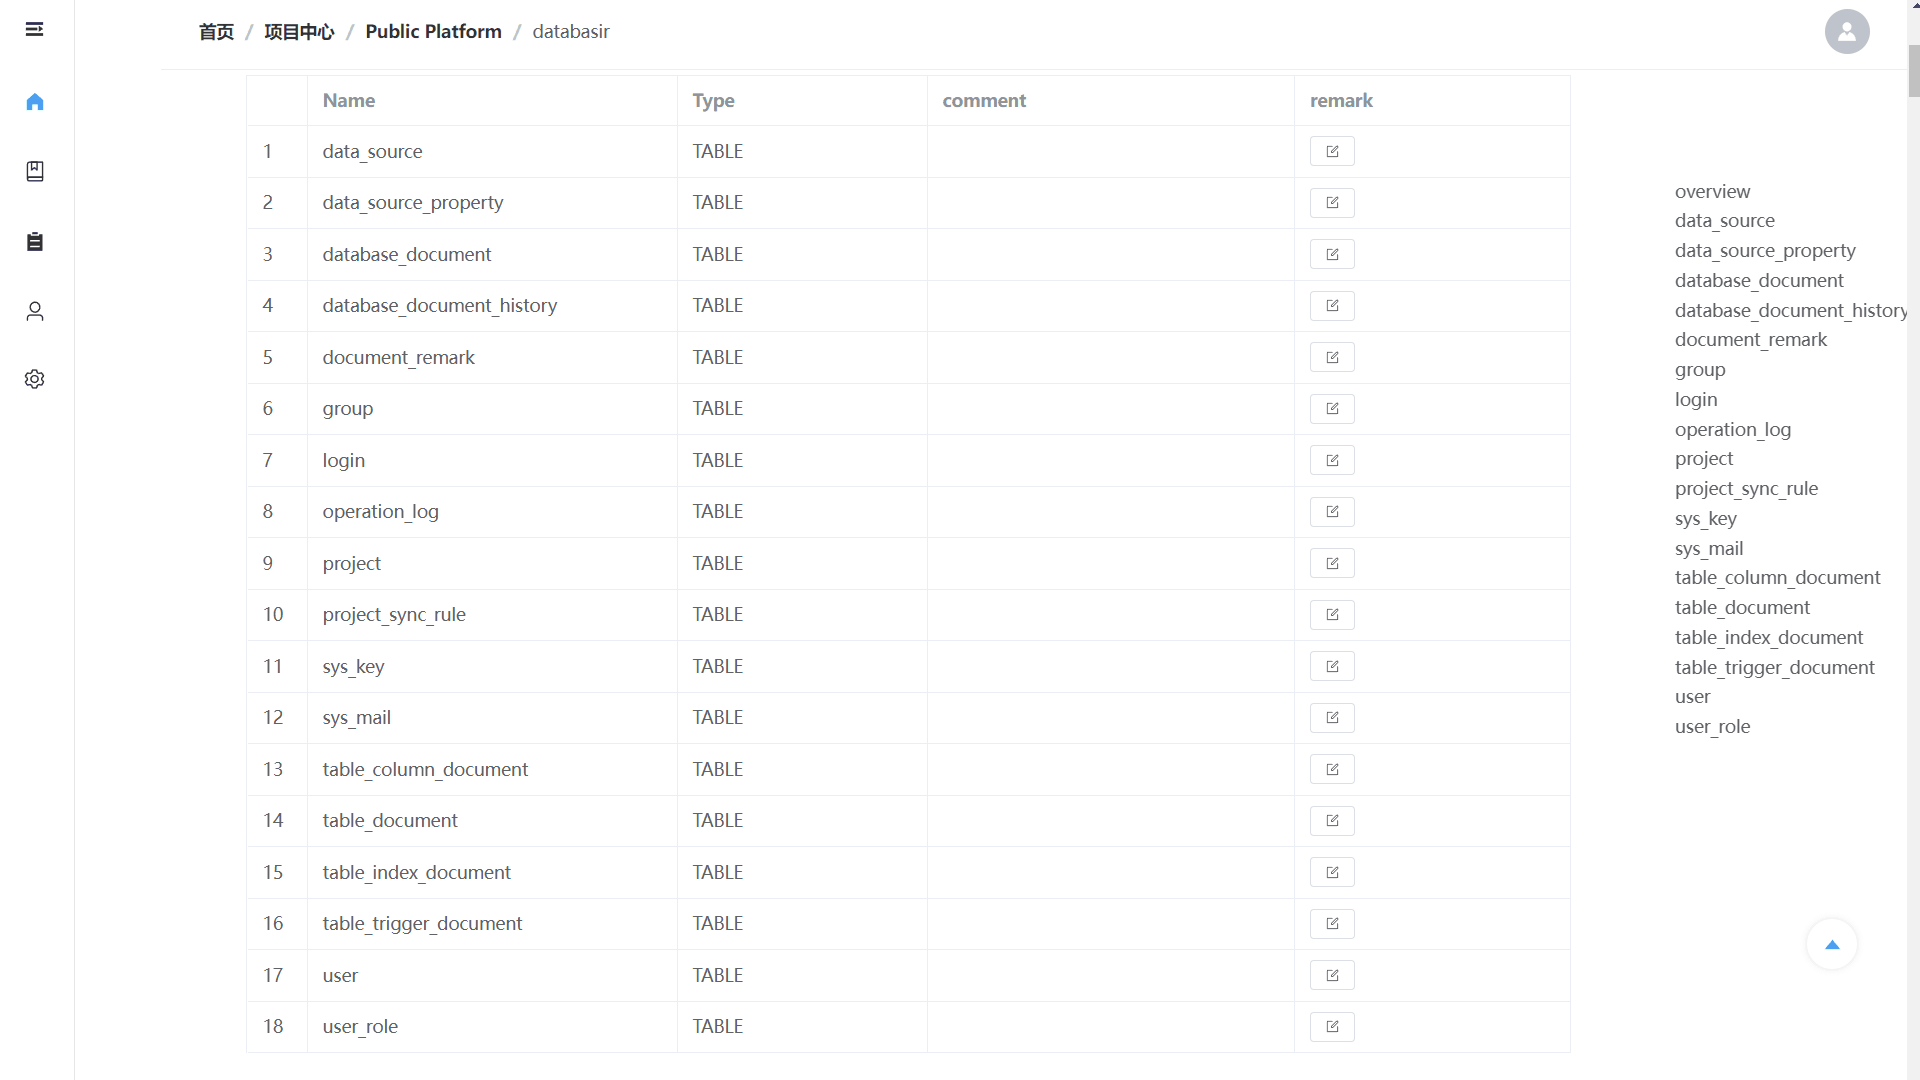 首页 / 项目中心 / Public Platform / databasir
Name Type comment remark
1 data_source TABLE
2 data_source_property TABLE
3 database_document TABLE
4 database_document_history TABLE
5 document_remark TABLE
6 group TABLE
7 login TABLE
8 operation_log TABLE
9 project TABLE
10 project_sync_rule TABLE
11 sys_key TABLE
12 sys_mail TABLE
13 table_column_document TABLE
14 table_document TABLE
15 table_index_document TABLE
16 table_trigger_document TABLE
17 user TABLE
18 user_role TABLE
overview
data_source
data_source_property
database_document
database_document_history
document_remark
group
login
operation_log
project
project_sync_rule
sys_key
sys_mail
table_column_document
table_document
table_index_document
table_trigger_document
user
user_role